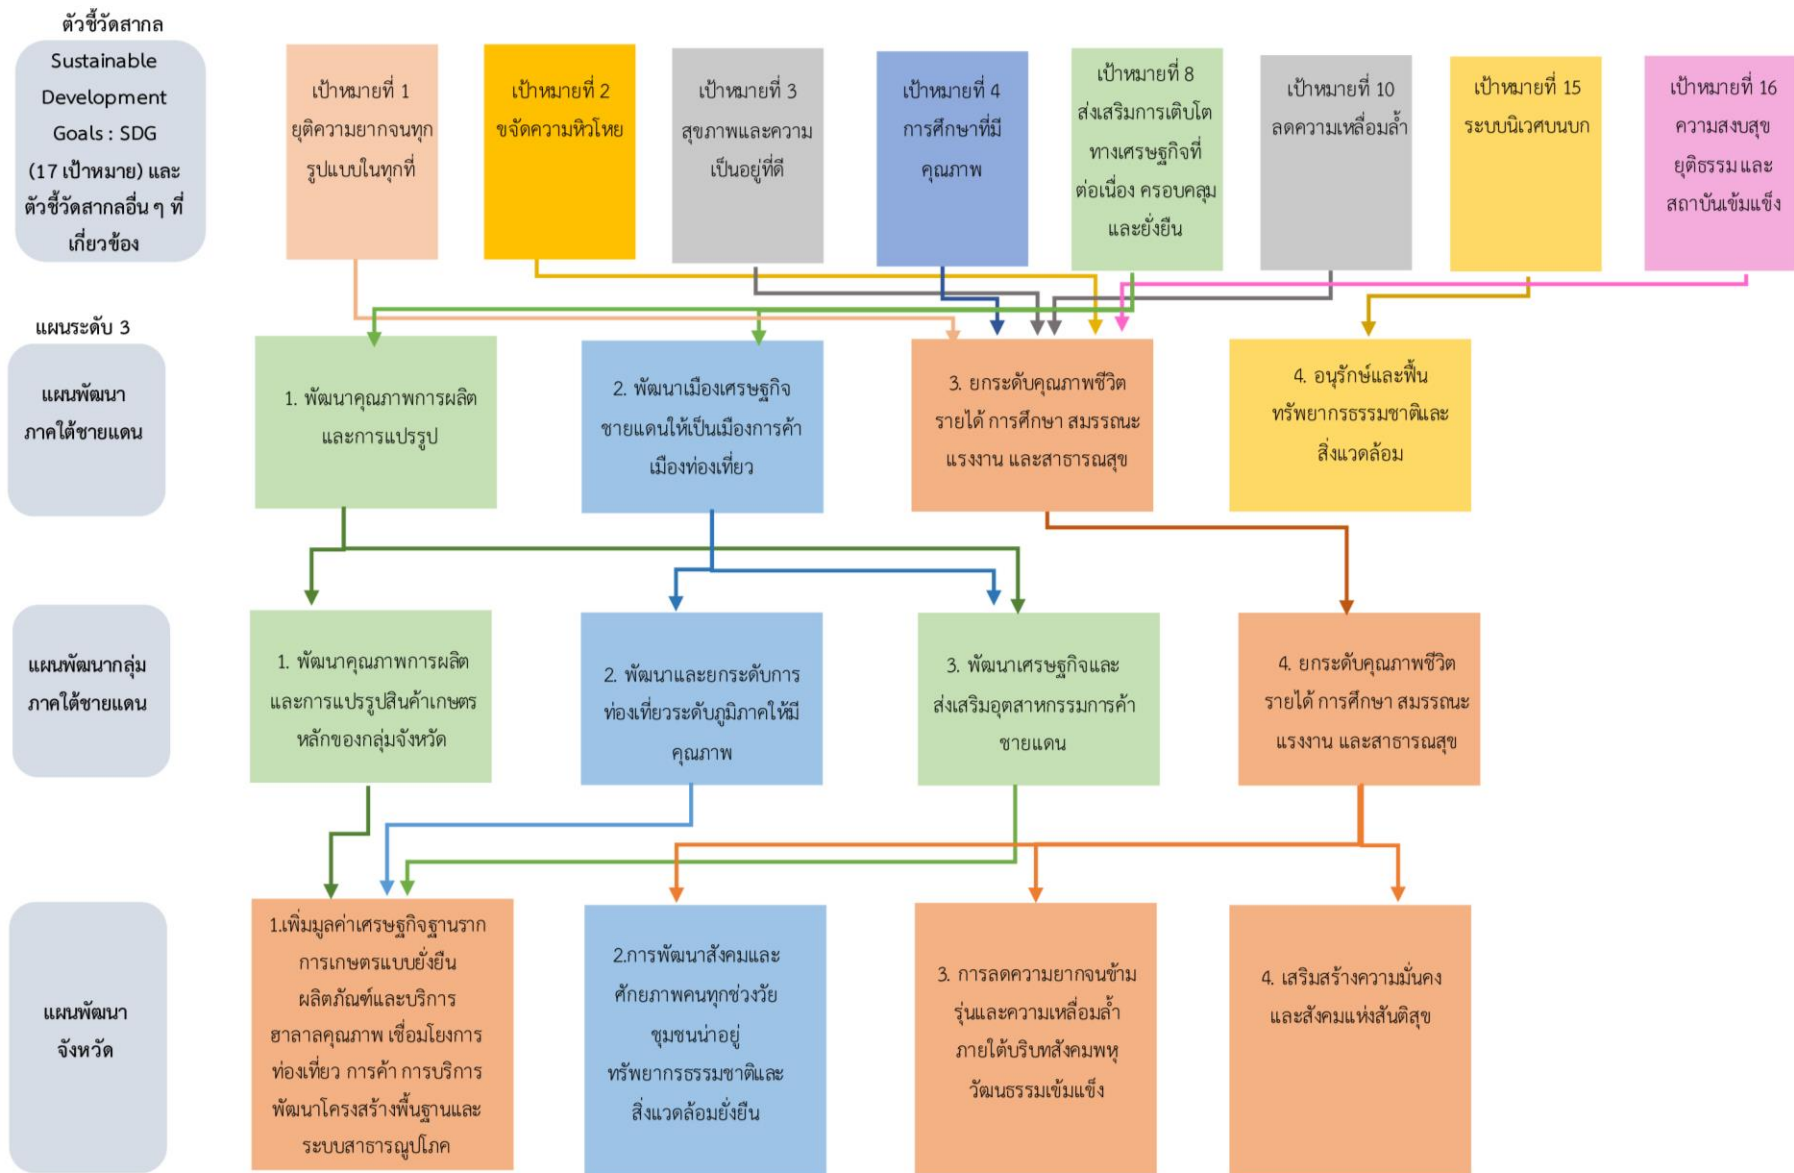 ตัวชี้วัดสากล
Sustainable
Development
Goals : SDG
(17 เป้าหมาย) และ
ตัวชี้วัดสากลอื่น ๆ ที่
เกี่ยวข้อง
เป้าหมายที่ 1
ยุติความยากจนทุก
รูปแบบในทุกที่
เป้าหมายที่ 2
ขจัดความหิวโหย
เป้าหมายที่ 3
สุขภาพและความ
เป็นอยู่ที่ดี
เป้าหมายที่ 4
การศึกษาที่มี
คุณภาพ
เป้าหมายที่ 8
ส่งเสริมการเติบโต
ทางเศรษฐกิจที่
ต่อเนื่อง ครอบคลุม
และยั่งยืน
เป้าหมายที่ 10
ลดความเหลื่อมล้ำ
เป้าหมายที่ 15
ระบบนิเวศบนบก
เป้าหมายที่ 16
ความสงบสุข
ยุติธรรม และ
สถาบันเข้มแข็ง
แผนระดับ 3
แผนพัฒนา
ภาคใต้ชายแดน
1. พัฒนาคุณภาพการผลิต
และการแปรรูป
2. พัฒนาเมืองเศรษฐกิจ
ชายแดนให้เป็นเมืองการค้า
เมืองท่องเที่ยว
3. ยกระดับคุณภาพชีวิต
รายได้ การศึกษา สมรรถนะ
แรงงาน และสาธารณสุข
4. อนุรักษ์และฟื้น
ทรัพยากรธรรมชาติและ
สิ่งแวดล้อม
แผนพัฒนากลุ่ม
ภาคใต้ชายแดน
1. พัฒนาคุณภาพการผลิต
และการแปรรูปสินค้าเกษตร
หลักของกลุ่มจังหวัด
2. พัฒนาและยกระดับการ
ท่องเที่ยวระดับภูมิภาคให้มี
คุณภาพ
3. พัฒนาเศรษฐกิจและ
ส่งเสริมอุตสาหกรรมการค้า
ชายแดน
4. ยกระดับคุณภาพชีวิต
รายได้ การศึกษา สมรรถนะ
แรงงาน และสาธารณสุข
แผนพัฒนา
จังหวัด
1.เพิ่มมูลค่าเศรษฐกิจฐานราก
การเกษตรแบบยั่งยืน
ผลิตภัณฑ์และบริการ
ฮาลาลคุณภาพ เชื่อมโยงการ
ท่องเที่ยว การค้า การบริการ
พัฒนาโครงสร้างพื้นฐานและ
ระบบสาธารณูปโภค
2.การพัฒนาสังคมและ
ศักยภาพคนทุกช่วงวัย
ชุมชนน่าอยู่
ทรัพยากรธรรมชาติและ
สิ่งแวดล้อมยั่งยืน
3. การลดความยากจนข้าม
รุ่นและความเหลื่อมล้ำ
ภายใต้บริบทสังคมพหุ
วัฒนธรรมเข้มแข็ง
4. เสริมสร้างความมั่นคง
และสังคมแห่งสันติสุข